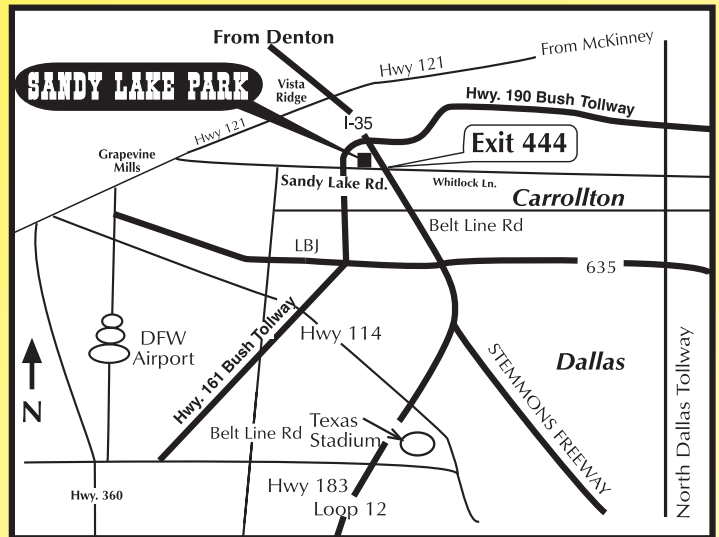 From Denton
From McKinney
Hwy 121
SANDY LAKE PARK
Vista
Ridge
Hwy. 190 Bush Tollway
I-35
Hwy 121
Exit 444
Grapevine
Mills
Sandy Lake Rd.
Whitlock Ln.
Carrollton
Belt Line Rd
LBJ
635
Hwy. 161 Bush Tollway
Hwy 114
DFW
Airport
STEMMONS FREEWAY
Dallas
North Dallas Tollway
N
Texas
Stadium
Belt Line Rd
Hwy 183
Hwy. 360
Loop 12